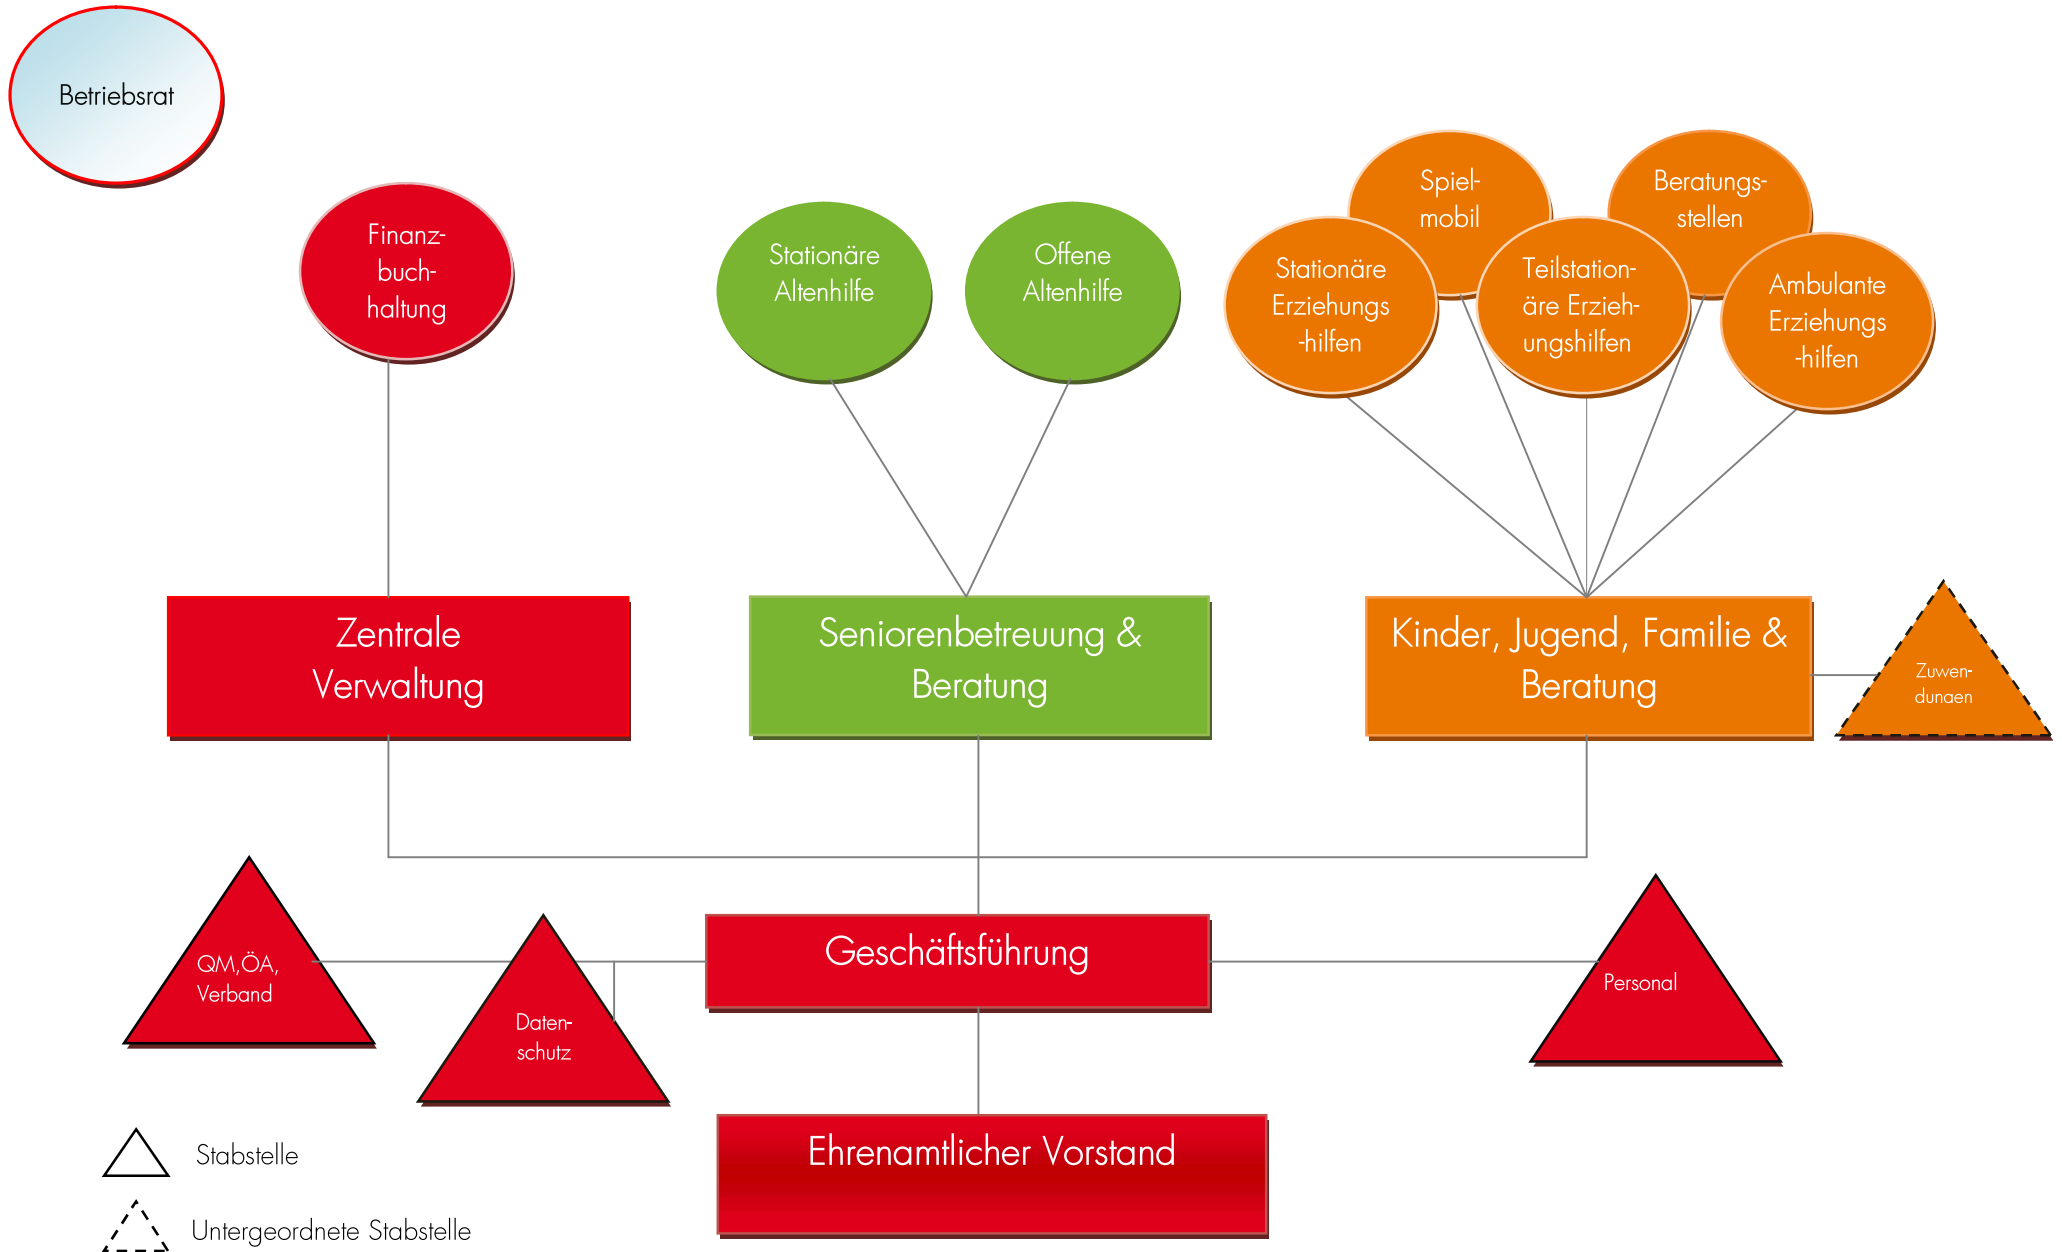 Betriebsrat
Finanz-
buch-
haltung
Stationäre
Altenhilfe
Offene
Altenhilfe
Spiel-
mobil
Beratungs-
stellen
Stationäre
Erziehungs
-hilfen
Teilstation-
äre Erzieh-
ungshilfen
Ambulante
Erziehungs
-hilfen
Zentrale
Verwaltung
Seniorenbetreuung &
Beratung
Kinder, Jugend, Familie &
Beratung
Zuwen-
dungen
QM,ÖA,
Verband
Daten-
schutz
Geschäftsführung
Personal
Ehrenamtlicher Vorstand
Stabstelle
Untergeordnete Stabstelle